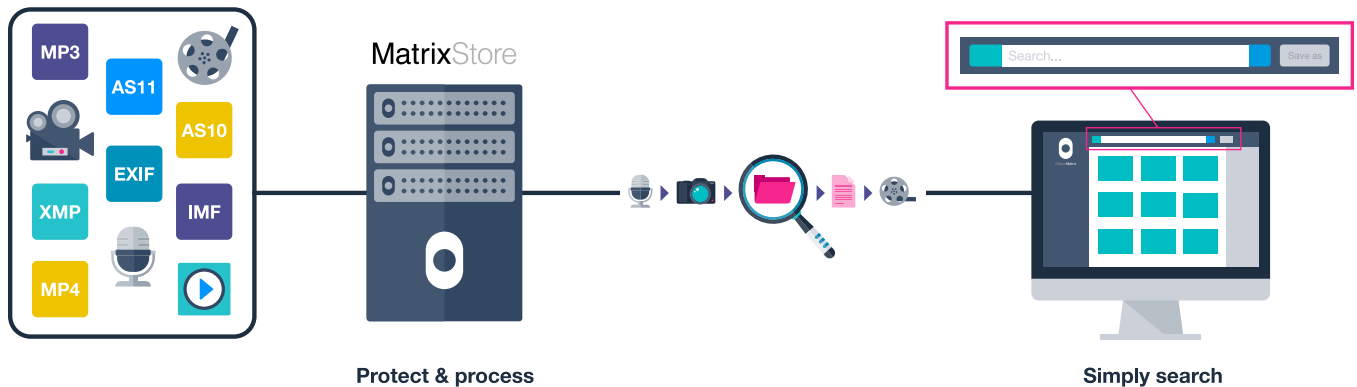 MP3
AS11
AS10
EXIF
XMP
IMF
MP4
MatrixStore
Search...
Save as
Protect & process
Simply search